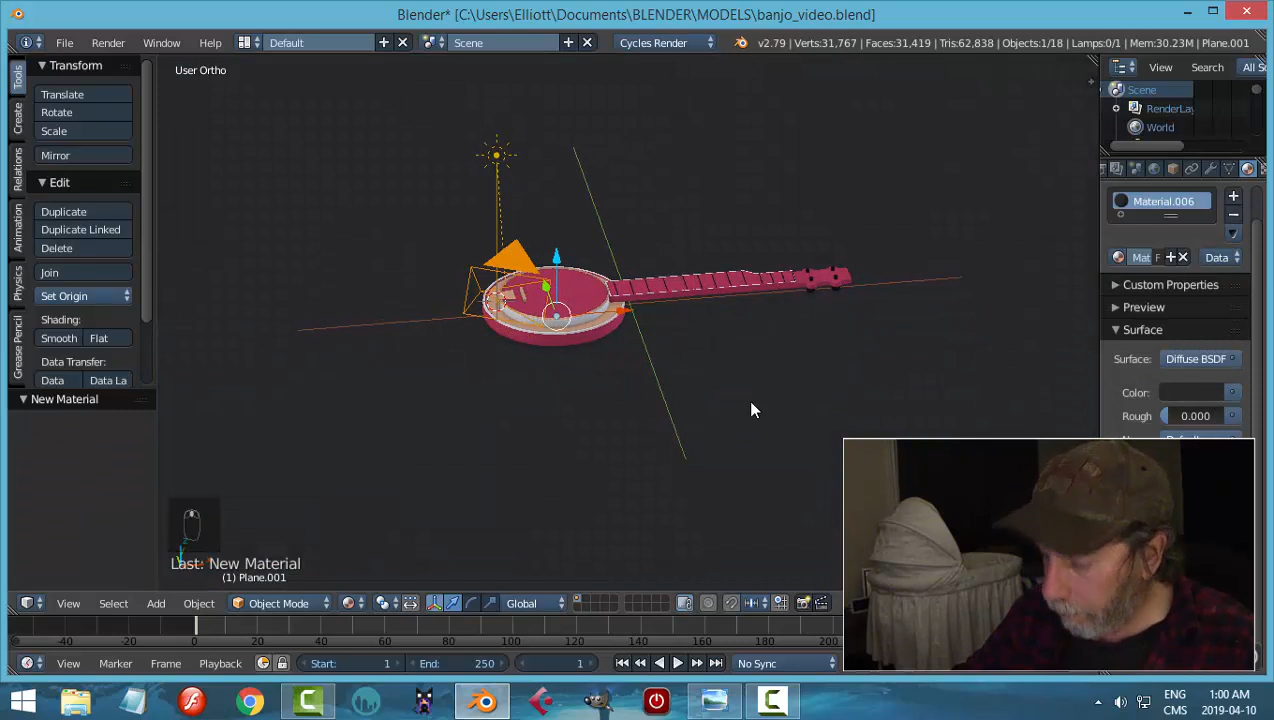 Blender* [C:\Users\Elliott\Documents\BLENDER\MODELS\banjo_video.blend]
File Render Window Help Default Scene Cycles Render v2.79 | Verts:31,767 | Faces:31,419 | Tris:62,838 | Objects:1/18 | Lamps:0/1 | Mem:30.23M | Plane.001
Transform
Translate
Rotate
Scale
Mirror
Edit
Duplicate
Duplicate Linked
Delete
Join
Set Origin
Shading:
Smooth Flat
Data Transfer:
Data Data La
New Material
Tools
Create
Relations
Animation
Physics
Grease Pencil
User Ortho
Last: New Material
(1) Plane.001
View Search All S
Scene
RenderLay
World
Material.006
Mat F Data
Custom Properties
Preview
Surface
Surface: Diffuse BSDF
Color:
Rough 0.000
View Select Add Object Object Mode Global
-40 -20 0 20 40 60 80 100 120 140 160 180 200
View Marker Frame Playback Start: 1 End: 250 1 No Sync
ENG 1:00 AM
CMS 2019-04-10